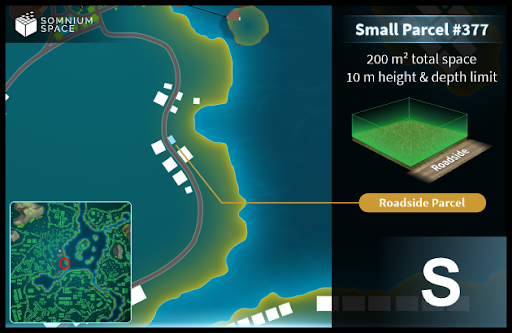 SOMNIUM
SPACE
Small Parcel #377
200 m² total space
10 m height & depth limit
Roadside
Roadside Parcel
S